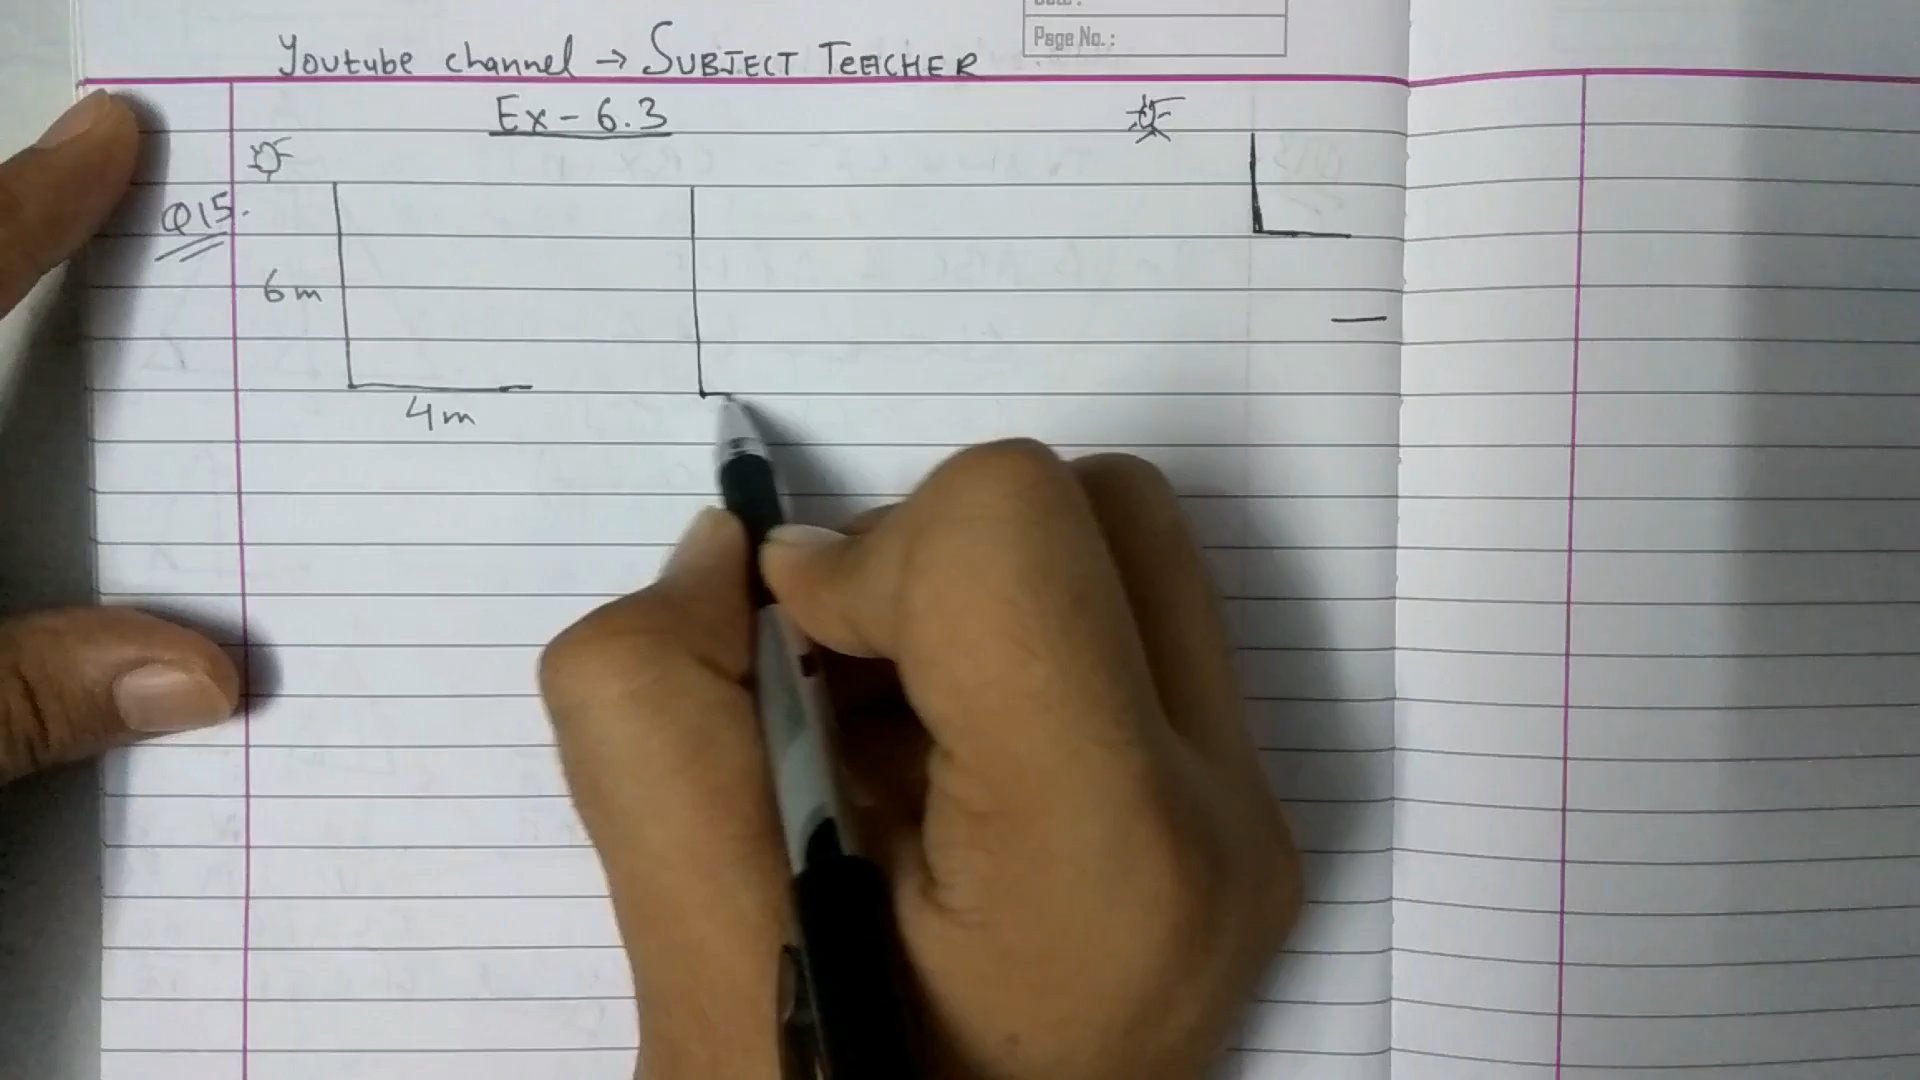 Page No.:
Youtube channel → SUBJECT TEACHER
Ex - 6.3
Q15.
6m
4m